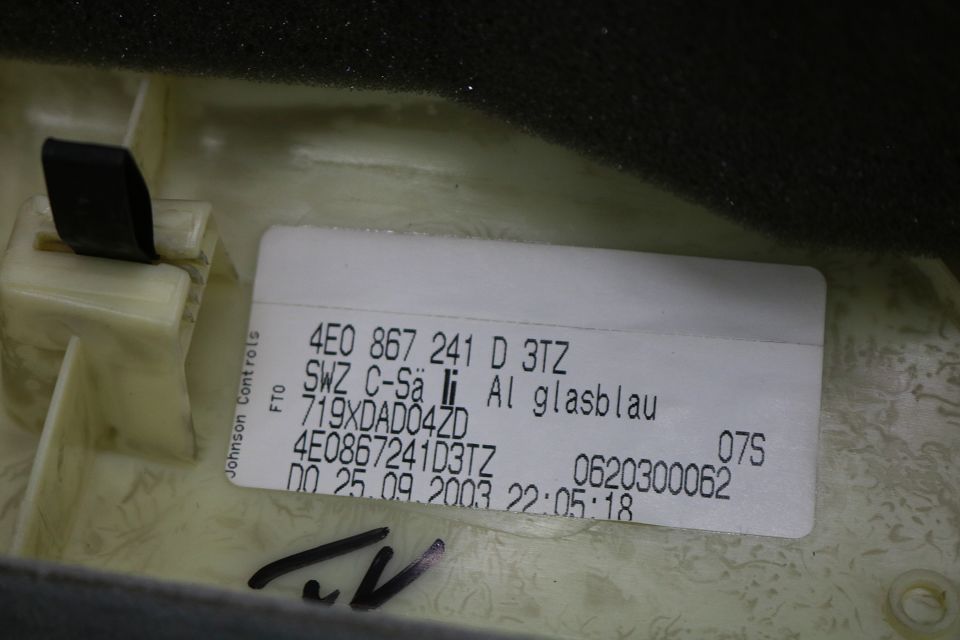 4E0 867 241 D 3TZ
SWZ C-Sä li Al glasblau
719XDAD04ZD
07S
4E0867241D3TZ
0620300062
DO 25.09.2003 22:05:18
FTO
Johnson Controls